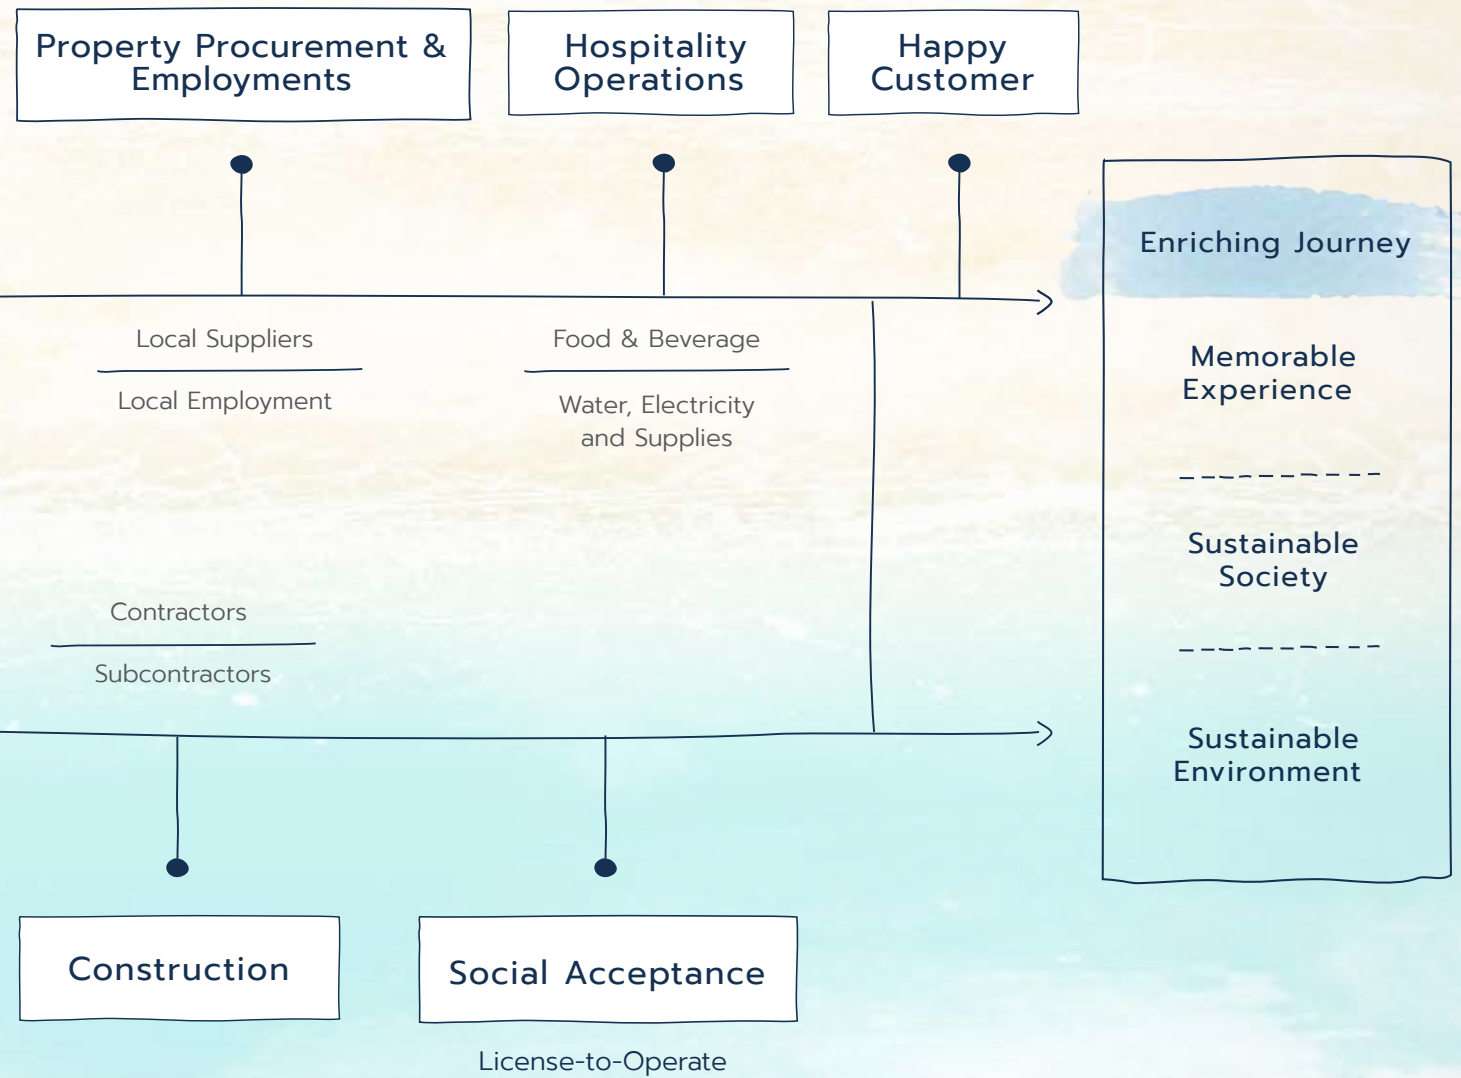 Property Procurement &
Employments
Hospitality
Operations
Happy
Customer
Enriching Journey
Local Suppliers
Local Employment
Food & Beverage
Water, Electricity
and Supplies
Memorable
Experience
Sustainable
Society
Sustainable
Environment
Contractors
Subcontractors
Construction
Social Acceptance
License-to-Operate